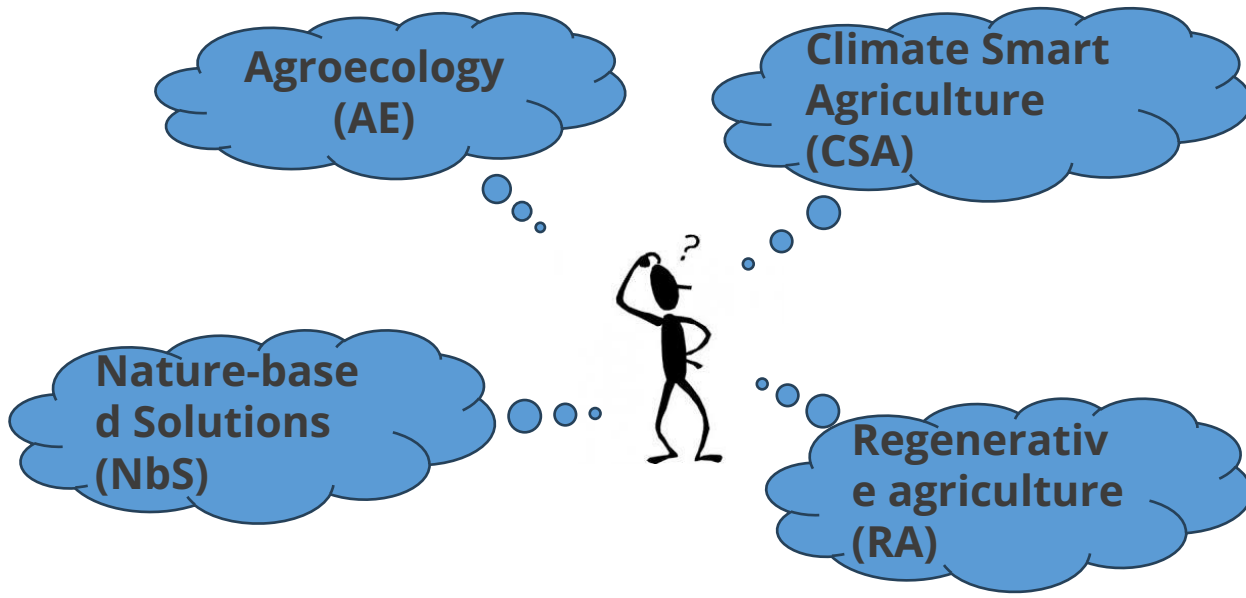 Agroecology
(AE)
Climate Smart
Agriculture
(CSA)
?
Nature-base
d Solutions
(NbS)
Regenerativ
e agriculture
(RA)